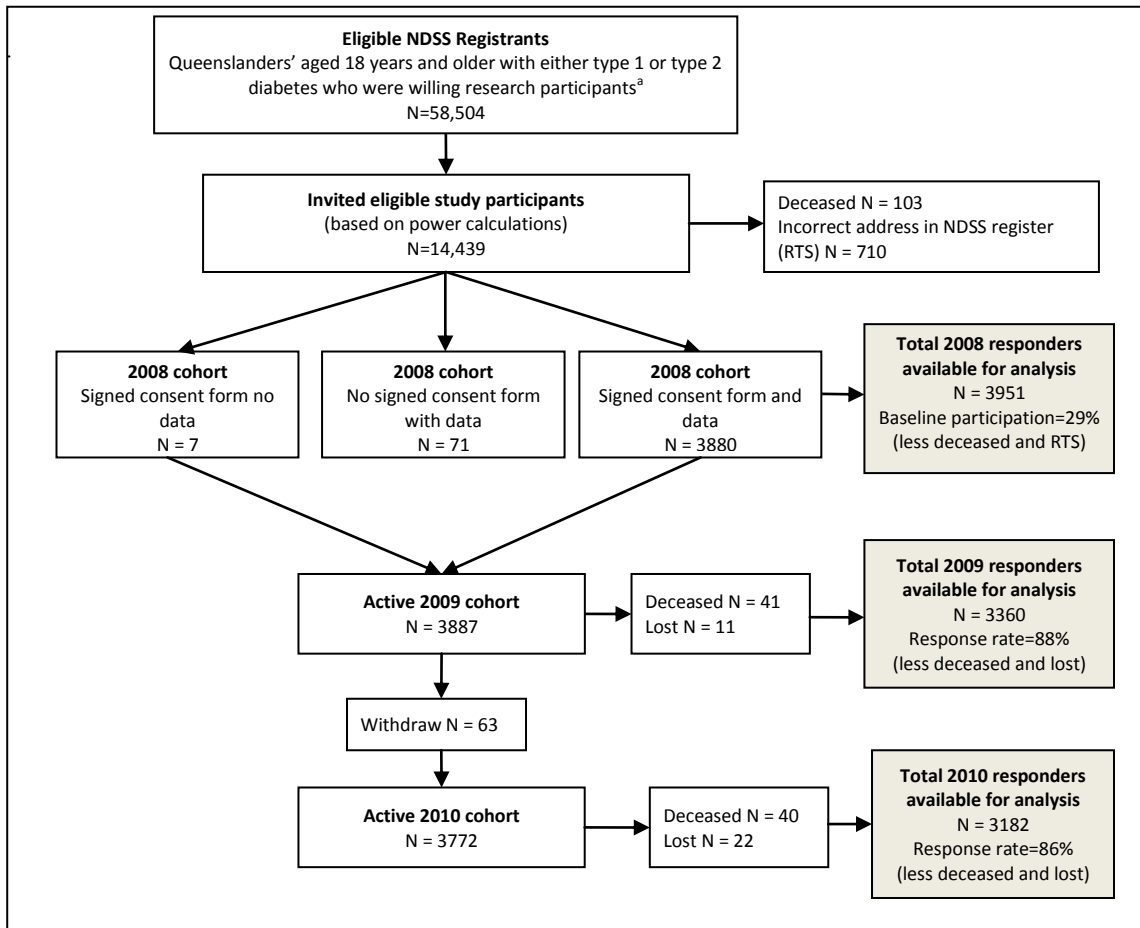 Eligible NDSS Registrants
Queenslanders’ aged 18 years and older with either type 1 or type 2
diabetes who were willing research participantsᵃ
N=58,504
Invited eligible study participants
(based on power calculations)
N=14,439
Deceased N = 103
Incorrect address in NDSS register
(RTS) N = 710
2008 cohort
Signed consent form no
data
N = 7
2008 cohort
No signed consent form
with data
N = 71
2008 cohort
Signed consent form and
data
N = 3880
Total 2008 responders
available for analysis
N = 3951
Baseline participation=29%
(less deceased and RTS)
Active 2009 cohort
N = 3887
Deceased N = 41
Lost N = 11
Total 2009 responders
available for analysis
N = 3360
Response rate=88%
(less deceased and lost)
Withdraw N = 63
Active 2010 cohort
N = 3772
Deceased N = 40
Lost N = 22
Total 2010 responders
available for analysis
N = 3182
Response rate=86%
(less deceased and lost)